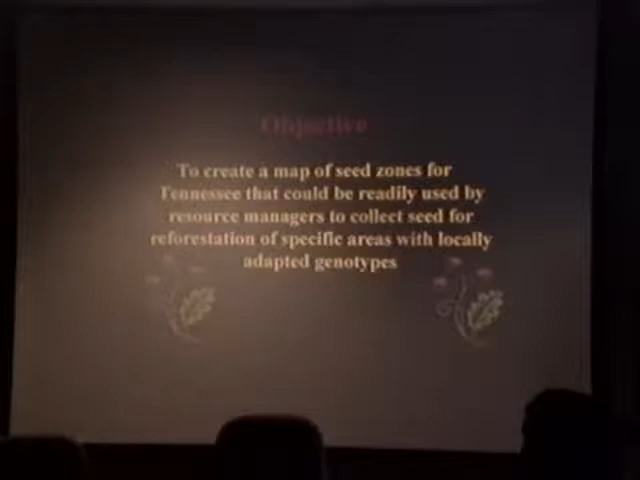 Objective
To create a map of seed zones for
Tennessee that could be readily used by
resource managers to collect seed for
reforestation of specific areas with locally
adapted genotypes